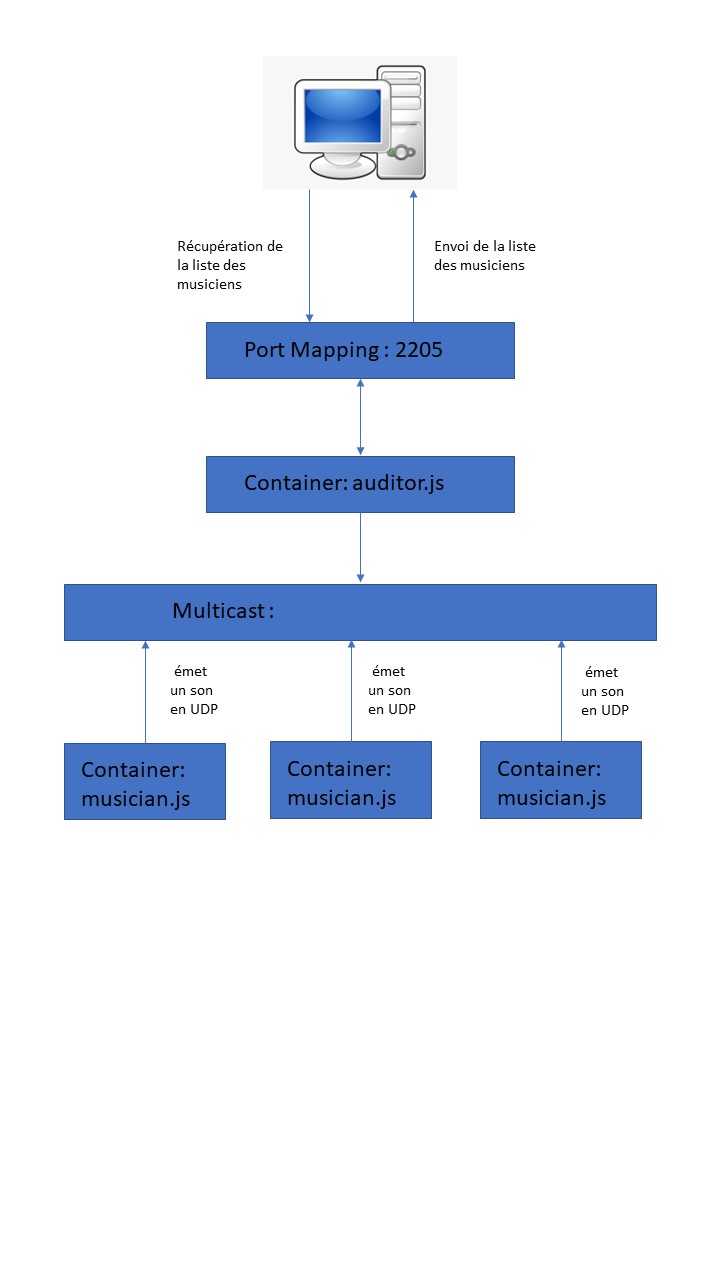 Récupération de
la liste des
musiciens
Envoi de la liste
des musiciens
Port Mapping : 2205
Container: auditor.js
Multicast :
émet
un son
en UDP
émet
un son
en UDP
émet
un son
en UDP
Container:
musician.js
Container:
musician.js
Container:
musician.js